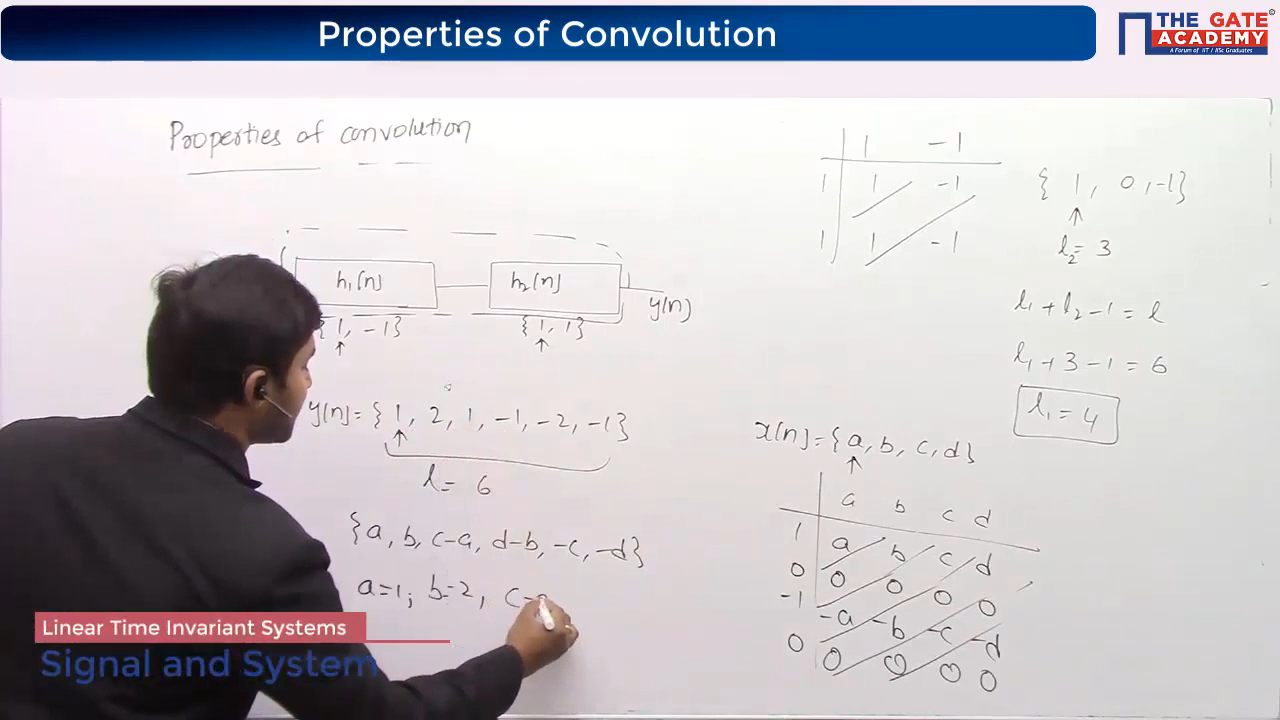 Properties of Convolution
THE GATE
ACADEMY
A Forum of IIT / IISc Graduates
Properties of convolution
h₁[n]
h₂[n]
y(n)
{1, -1}
↑
{1, 1}
↑
y[n] = {1, 2, 1, -1, -2, -1}
↑
l = 6
{a, b, c-a, d-b, -c, -d}
a=1; b=2, c-a
1 -1
1 1 -1
1 1 -1
{1, 0, -1}
↑
l₂ = 3
l₁ + l₂ - 1 = l
l₁ + 3 - 1 = 6
l₁ = 4
x[n] = {a, b, c, d}
↑
a b c d
1 a b c d
0 0 0 0 0
-1 -a -b -c -d
0 0 0 0 0
Linear Time Invariant Systems
Signal and System